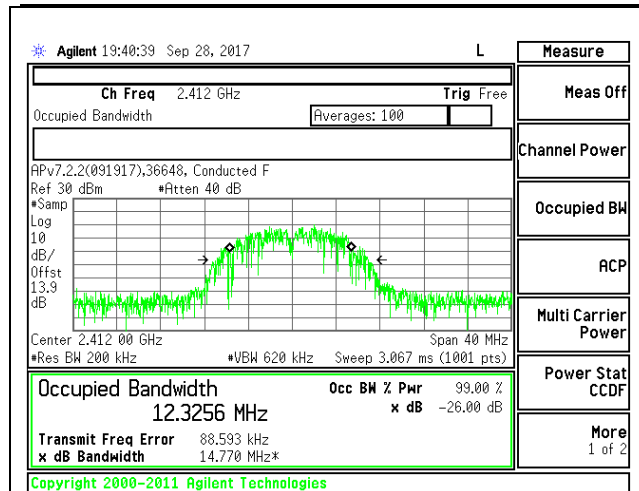 Agilent 19:40:39 Sep 28, 2017 L
Measure
Ch Freq 2.412 GHz Trig Free
Occupied Bandwidth Averages: 100
APv7.2.2(091917),36648, Conducted F
Ref 30 dBm #Atten 40 dB
#Samp
Log
10
dB/
Offst
13.9
dB
Center 2.412 00 GHz Span 40 MHz
#Res BW 200 kHz #VBW 620 kHz Sweep 3.067 ms (1001 pts)
Occupied Bandwidth Occ BW % Pwr 99.00 %
12.3256 MHz x dB -26.00 dB
Transmit Freq Error 88.593 kHz
x dB Bandwidth 14.770 MHz*
Copyright 2000-2011 Agilent Technologies
Meas Off
Channel Power
Occupied BW
ACP
Multi Carrier
Power
Power Stat
CCDF
More
1 of 2